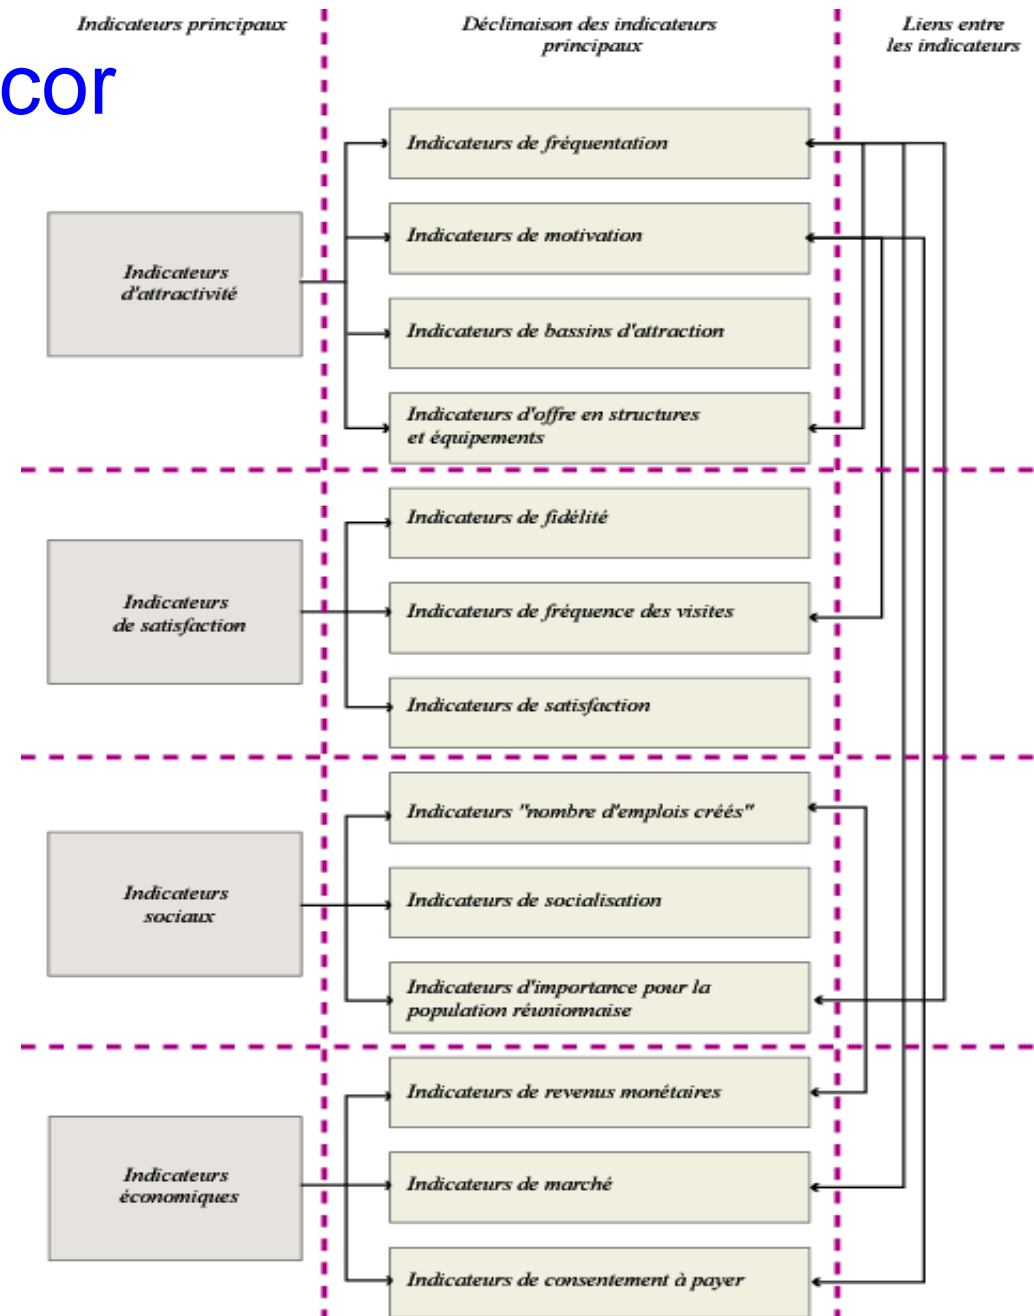 Indicateurs principaux
Déclinaison des indicateurs
principaux
Liens entre
les indicateurs
cor
Indicateurs
d'attractivité
Indicateurs de fréquentation
Indicateurs de motivation
Indicateurs de bassins d'attraction
Indicateurs d'offre en structures
et équipements
Indicateurs
de satisfaction
Indicateurs de fidélité
Indicateurs de fréquence des visites
Indicateurs de satisfaction
Indicateurs
sociaux
Indicateurs "nombre d'emplois créés"
Indicateurs de socialisation
Indicateurs d'importance pour la
population réunionnaise
Indicateurs
économiques
Indicateurs de revenus monétaires
Indicateurs de marché
Indicateurs de consentement à payer